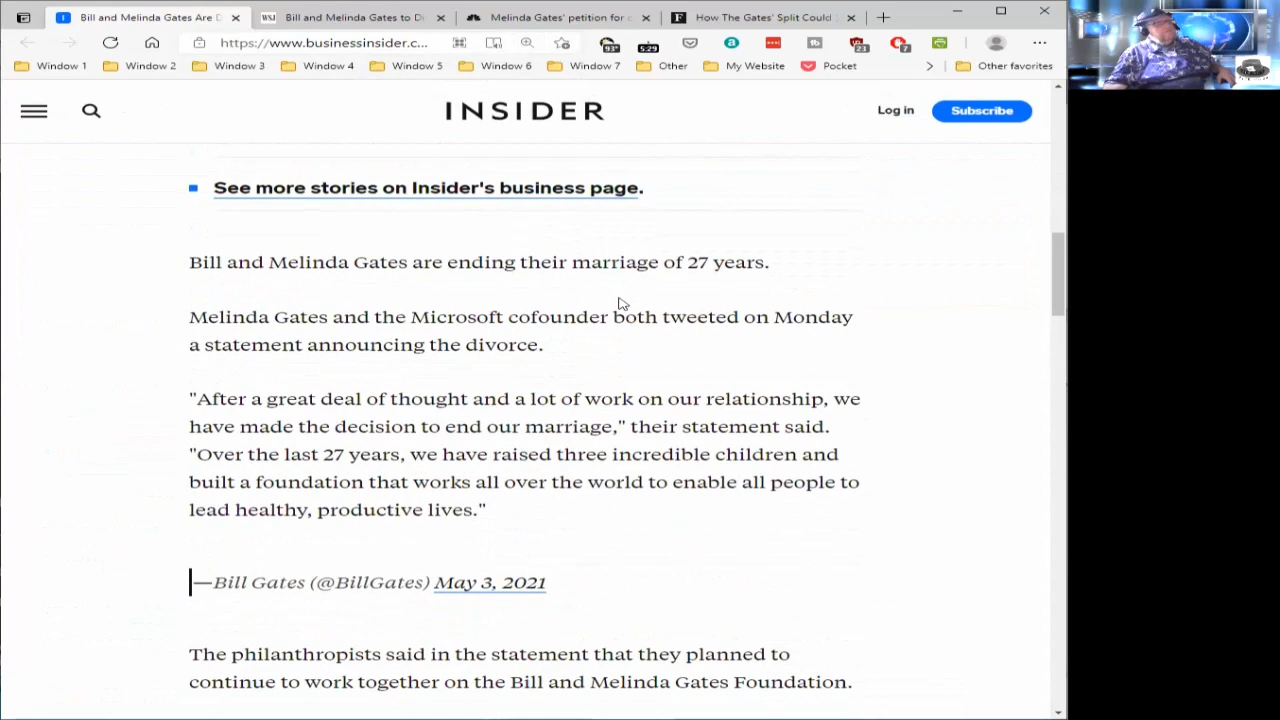 Bill and Melinda Gates Are D
WSJ Bill and Melinda Gates to Di
Melinda Gates' petition for
F How The Gates' Split Could
https://www.businessinsider.c...
93°
5:29
a
23
7
Window 1
Window 2
Window 3
Window 4
Window 5
Window 6
Window 7
Other
My Website
Pocket
Other favorites
INSIDER
Log in
Subscribe
See more stories on Insider's business page.
Bill and Melinda Gates are ending their marriage of 27 years.
Melinda Gates and the Microsoft cofounder both tweeted on Monday
a statement announcing the divorce.
"After a great deal of thought and a lot of work on our relationship, we
have made the decision to end our marriage," their statement said.
"Over the last 27 years, we have raised three incredible children and
built a foundation that works all over the world to enable all people to
lead healthy, productive lives."
—Bill Gates (@BillGates) May 3, 2021
The philanthropists said in the statement that they planned to
continue to work together on the Bill and Melinda Gates Foundation.